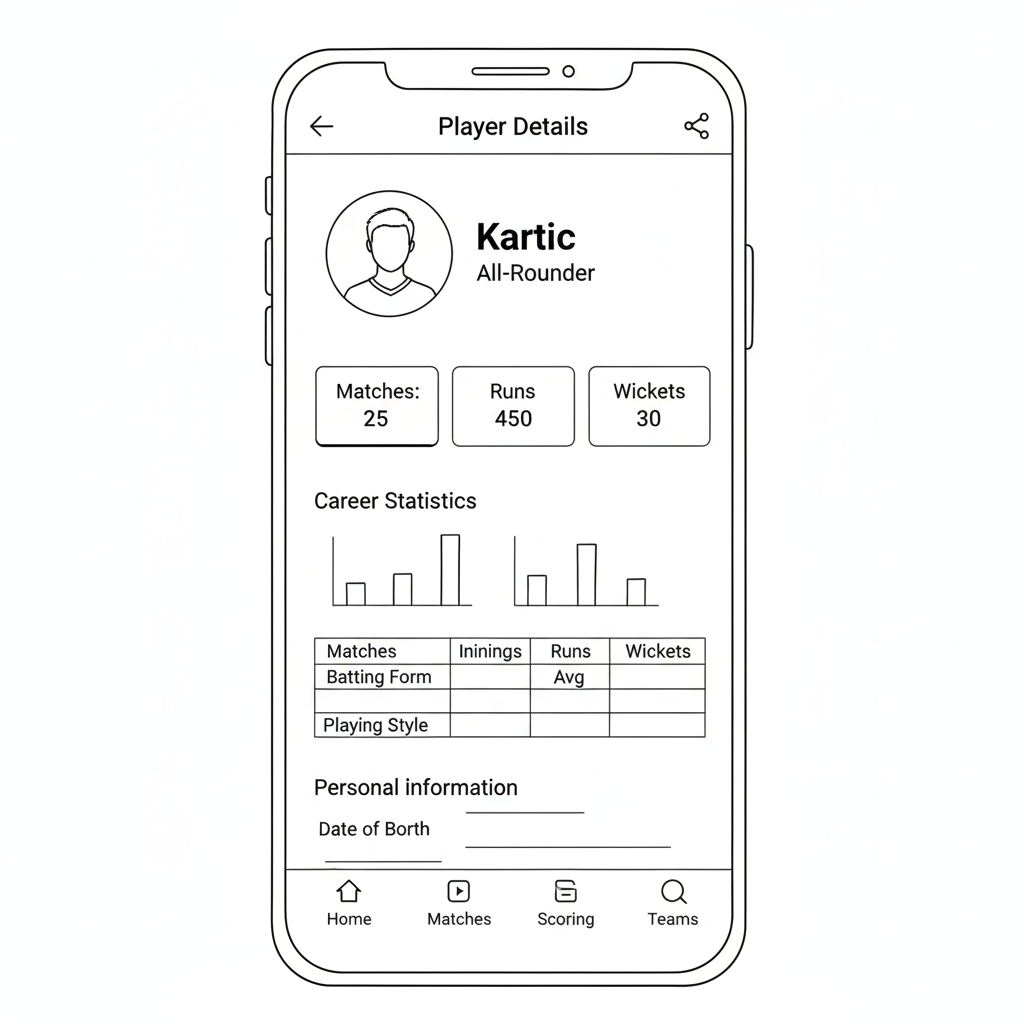 Player Details
Kartic
All-Rounder
Matches: Runs Wickets
25 450 30
Career Statistics
Matches Ininings Runs Wickets
Batting Form Avg
Playing Style
Personal information
Date of Borth
Home Matches Scoring Teams